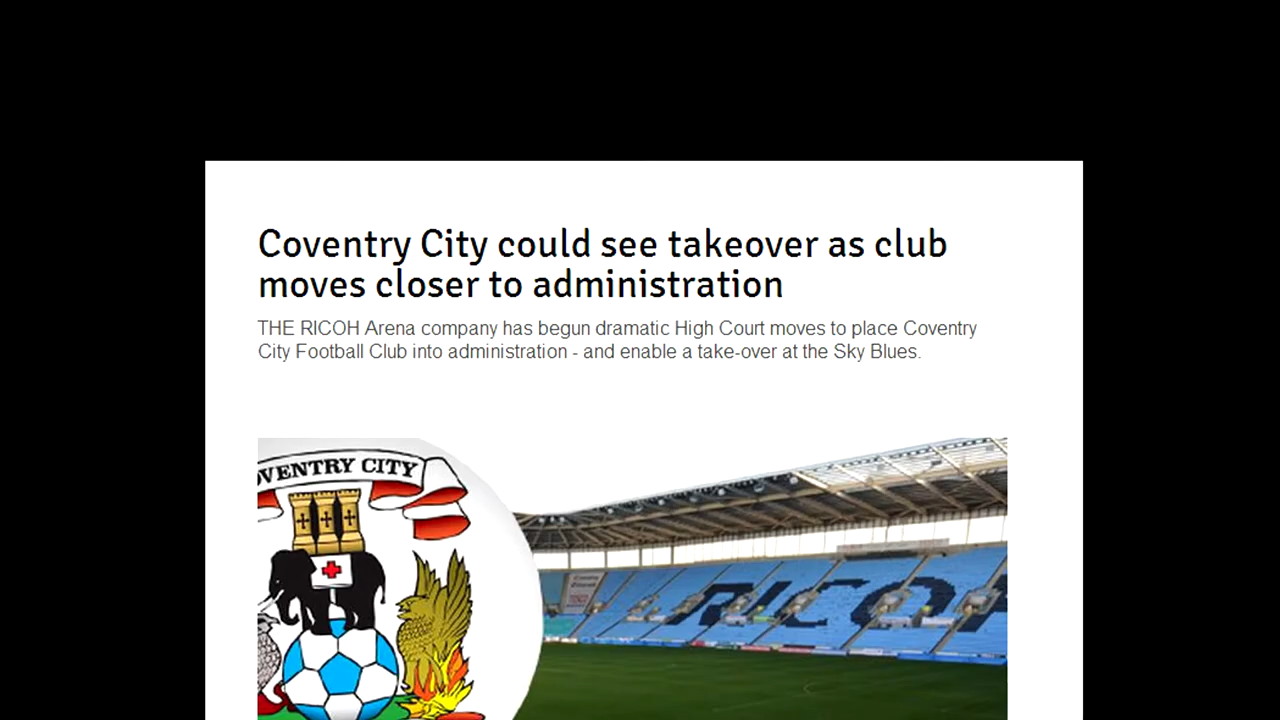 Coventry City could see takeover as club
moves closer to administration
THE RICOH Arena company has begun dramatic High Court moves to place Coventry
City Football Club into administration - and enable a take-over at the Sky Blues.
OVENTRY CITY
RICOH